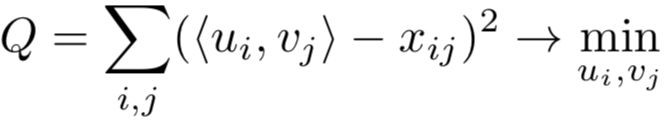 Q = \sum_{i,j} (\langle u_i, v_j \rangle - x_{ij})^2 \to \min_{u_i, v_j}